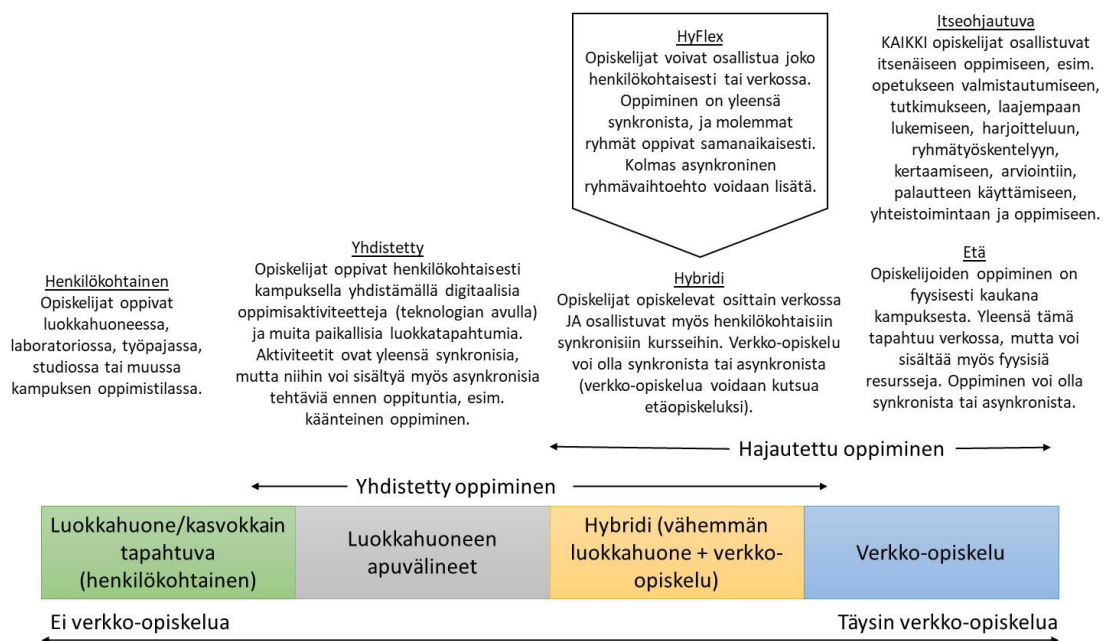 Henkilökohtainen
Opiskelijat oppivat
luokkahuoneessa,
laboratoriossa, työpajassa,
studiossa tai muussa
kampuksen oppimistilassa.
Yhdistetty
Opiskelijat oppivat henkilökohtaisesti
kampuksella yhdistämällä digitaalisia
oppimisaktiviteetteja (teknologian avulla)
ja muita paikallisia luokkatapahtumia.
Aktiviteetit ovat yleensä synkronisia,
mutta niihin voi sisältyä myös asynkronisia
tehtäviä ennen oppituntia, esim.
käänteinen oppiminen.
HyFlex
Opiskelijat voivat osallistua joko
henkilökohtaisesti tai verkossa.
Oppiminen on yleensä
synkronista, ja molemmat
ryhmät oppivat samanaikaisesti.
Kolmas asynkroninen
ryhmävaihtoehto voidaan lisätä.
Hybridi
Opiskelijat opiskelevat osittain verkossa
JA osallistuvat myös henkilökohtaisiin
synkronisiin kursseihin. Verkko-opiskelu
voi olla synkronista tai asynkronista
(verkko-opiskelua voidaan kutsua
etäopiskeluksi).
Itseohjautuva
KAIKKI opiskelijat osallistuvat
itsenäiseen oppimiseen, esim.
opetukseen valmistautumiseen,
tutkimukseen, laajempaan
lukemiseen, harjoitteluun,
ryhmätyöskentelyyn,
kertaamiseen, arviointiin,
palautteen käyttämiseen,
yhteistoimintaan ja oppimiseen.
Etä
Opiskelijoiden oppiminen on
fyysisesti kaukana
kampuksesta. Yleensä tämä
tapahtuu verkossa, mutta voi
sisältää myös fyysisiä
resursseja. Oppiminen voi olla
synkronista tai asynkronista.
Hajautettu oppiminen
Yhdistetty oppiminen
Luokkahuone/kasvokkain
tapahtuva
(henkilökohtainen)
Luokkahuoneen
apuvälineet
Hybridi (vähemmän
luokkahuone + verkko-
opiskelu)
Verkko-opiskelu
Ei verkko-opiskelua
Täysin verkko-opiskelua